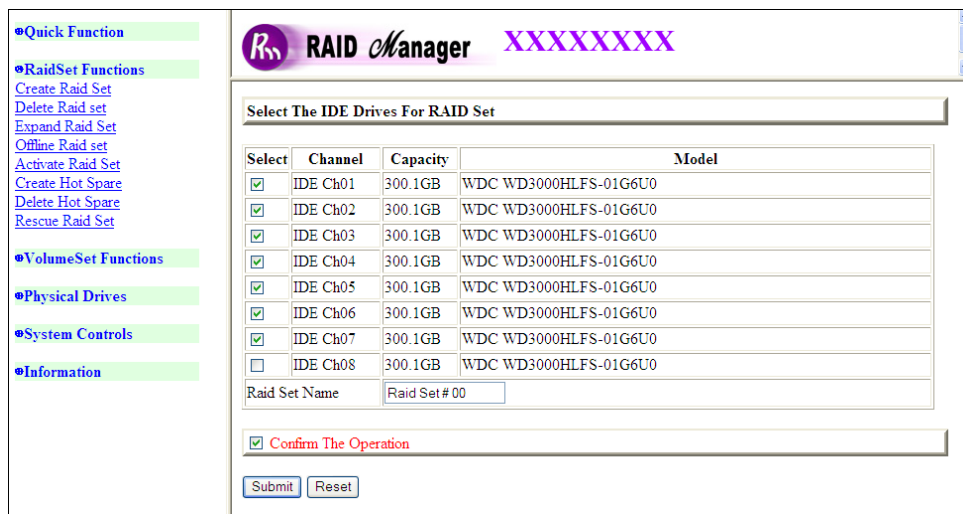 Quick Function
RaidSet Functions
Create Raid Set
Delete Raid set
Expand Raid Set
Offline Raid set
Activate Raid Set
Create Hot Spare
Delete Hot Spare
Rescue Raid Set
VolumeSet Functions
Physical Drives
System Controls
Information
Rm RAID Manager XXXXXXXX
Select The IDE Drives For RAID Set
Select Channel Capacity Model
IDE Ch01 300.1GB WDC WD3000HLFS-01G6U0
IDE Ch02 300.1GB WDC WD3000HLFS-01G6U0
IDE Ch03 300.1GB WDC WD3000HLFS-01G6U0
IDE Ch04 300.1GB WDC WD3000HLFS-01G6U0
IDE Ch05 300.1GB WDC WD3000HLFS-01G6U0
IDE Ch06 300.1GB WDC WD3000HLFS-01G6U0
IDE Ch07 300.1GB WDC WD3000HLFS-01G6U0
IDE Ch08 300.1GB WDC WD3000HLFS-01G6U0
Raid Set Name Raid Set # 00
Confirm The Operation
Submit Reset